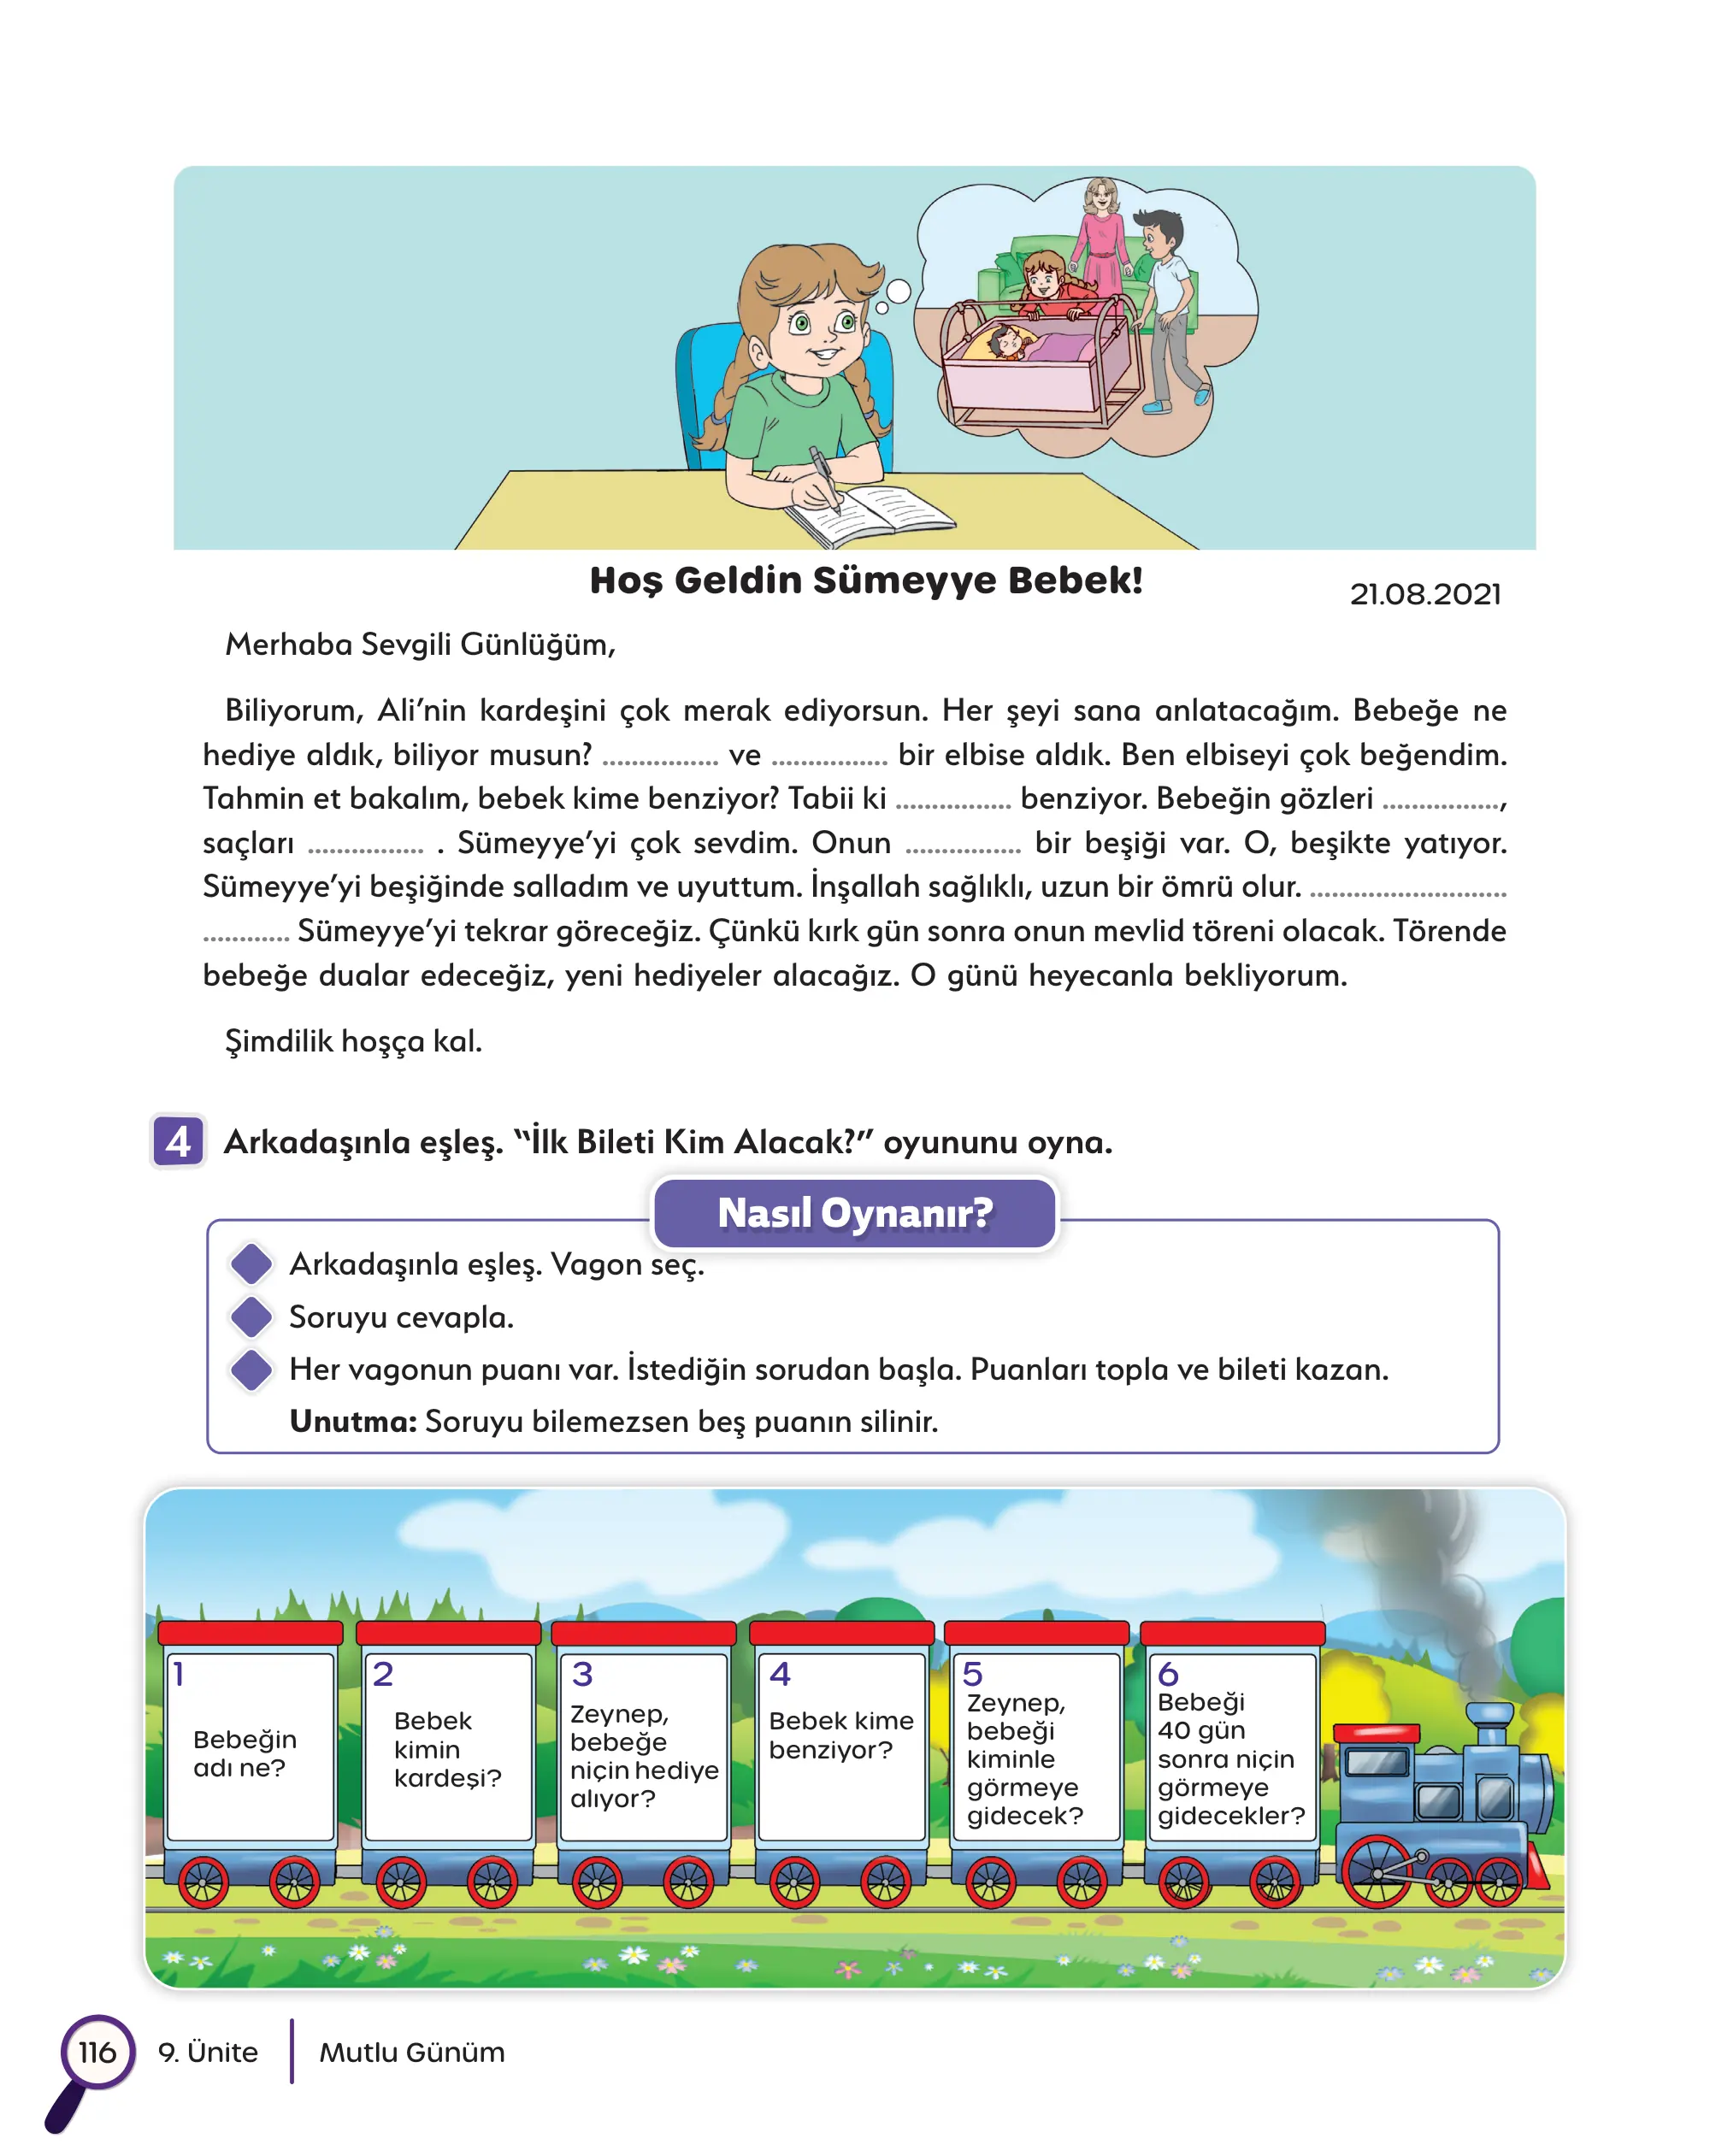 Hoş Geldin Sümeyye Bebek!
21.08.2021
Merhaba Sevgili Günlüğüm,
Biliyorum, Ali’nin kardeşini çok merak ediyorsun. Her şeyi sana anlatacağım. Bebeğe ne
hediye aldık, biliyor musun? ................ ve ................ bir elbise aldık. Ben elbiseyi çok beğendim.
Tahmin et bakalım, bebek kime benziyor? Tabii ki ................ benziyor. Bebeğin gözleri ................,
saçları ................ . Sümeyye’yi çok sevdim. Onun ................ bir beşiği var. O, beşikte yatıyor.
Sümeyye’yi beşiğinde salladım ve uyuttum. İnşallah sağlıklı, uzun bir ömrü olur. ...........................
............ Sümeyye’yi tekrar göreceğiz. Çünkü kırk gün sonra onun mevlid töreni olacak. Törende
bebeğe dualar edeceğiz, yeni hediyeler alacağız. O günü heyecanla bekliyorum.
Şimdilik hoşça kal.
4 Arkadaşınla eşleş. “İlk Bileti Kim Alacak?” oyununu oyna.
Nasıl Oynanır?
Arkadaşınla eşleş. Vagon seç.
Soruyu cevapla.
Her vagonun puanı var. İstediğin sorudan başla. Puanları topla ve bileti kazan.
Unutma: Soruyu bilemezsen beş puanın silinir.
1
Bebeğin
adı ne?
2
Bebek
kimin
kardeşi?
3
Zeynep,
bebeğe
niçin hediye
alıyor?
4
Bebek kime
benziyor?
5
Zeynep,
bebeği
kiminle
görmeye
gidecek?
6
Bebeği
40 gün
sonra niçin
görmeye
gidecekler?
116 9. Ünite Mutlu Günüm